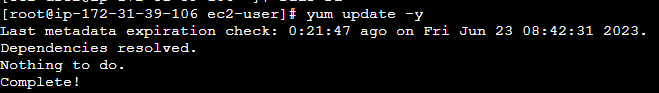 [root@ip-172-31-39-106 ec2-user]# yum update -y
Last metadata expiration check: 0:21:47 ago on Fri Jun 23 08:42:31 2023.
Dependencies resolved.
Nothing to do.
Complete!